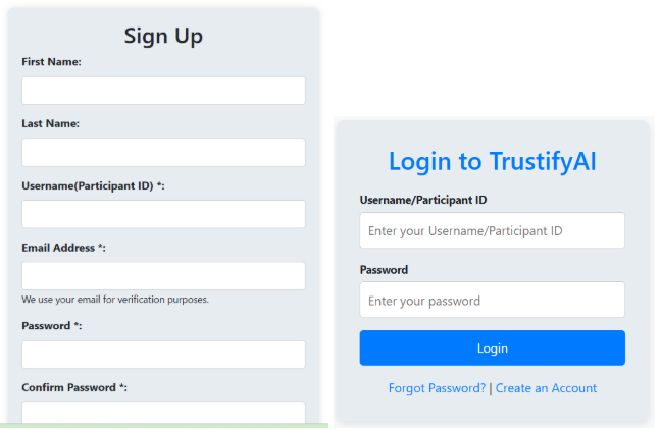 Sign Up
First Name:
Last Name:
Username(Participant ID) *:
Email Address *:
We use your email for verification purposes.
Password *:
Confirm Password *:
Login to TrustifyAI
Username/Participant ID
Enter your Username/Participant ID
Password
Enter your password
Login
Forgot Password? | Create an Account